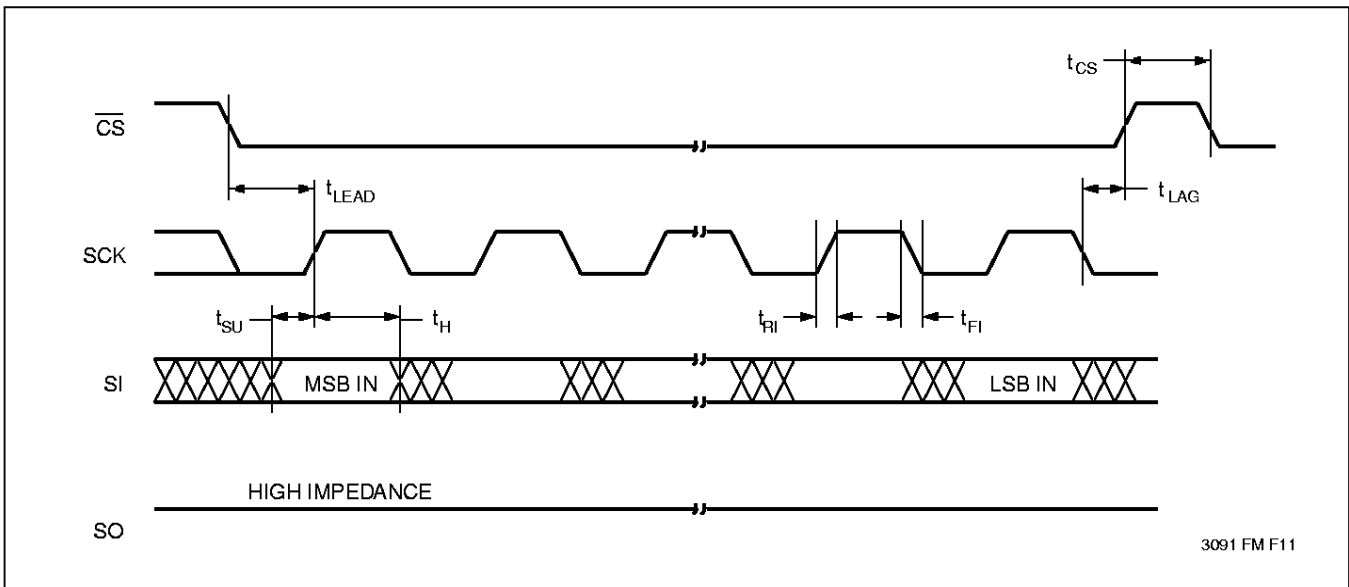 t_CS
CS
t_LEAD
t_LAG
SCK
t_SU
t_H
t_RI
t_FI
SI
MSB IN
LSB IN
HIGH IMPEDANCE
SO
3091 FM F11